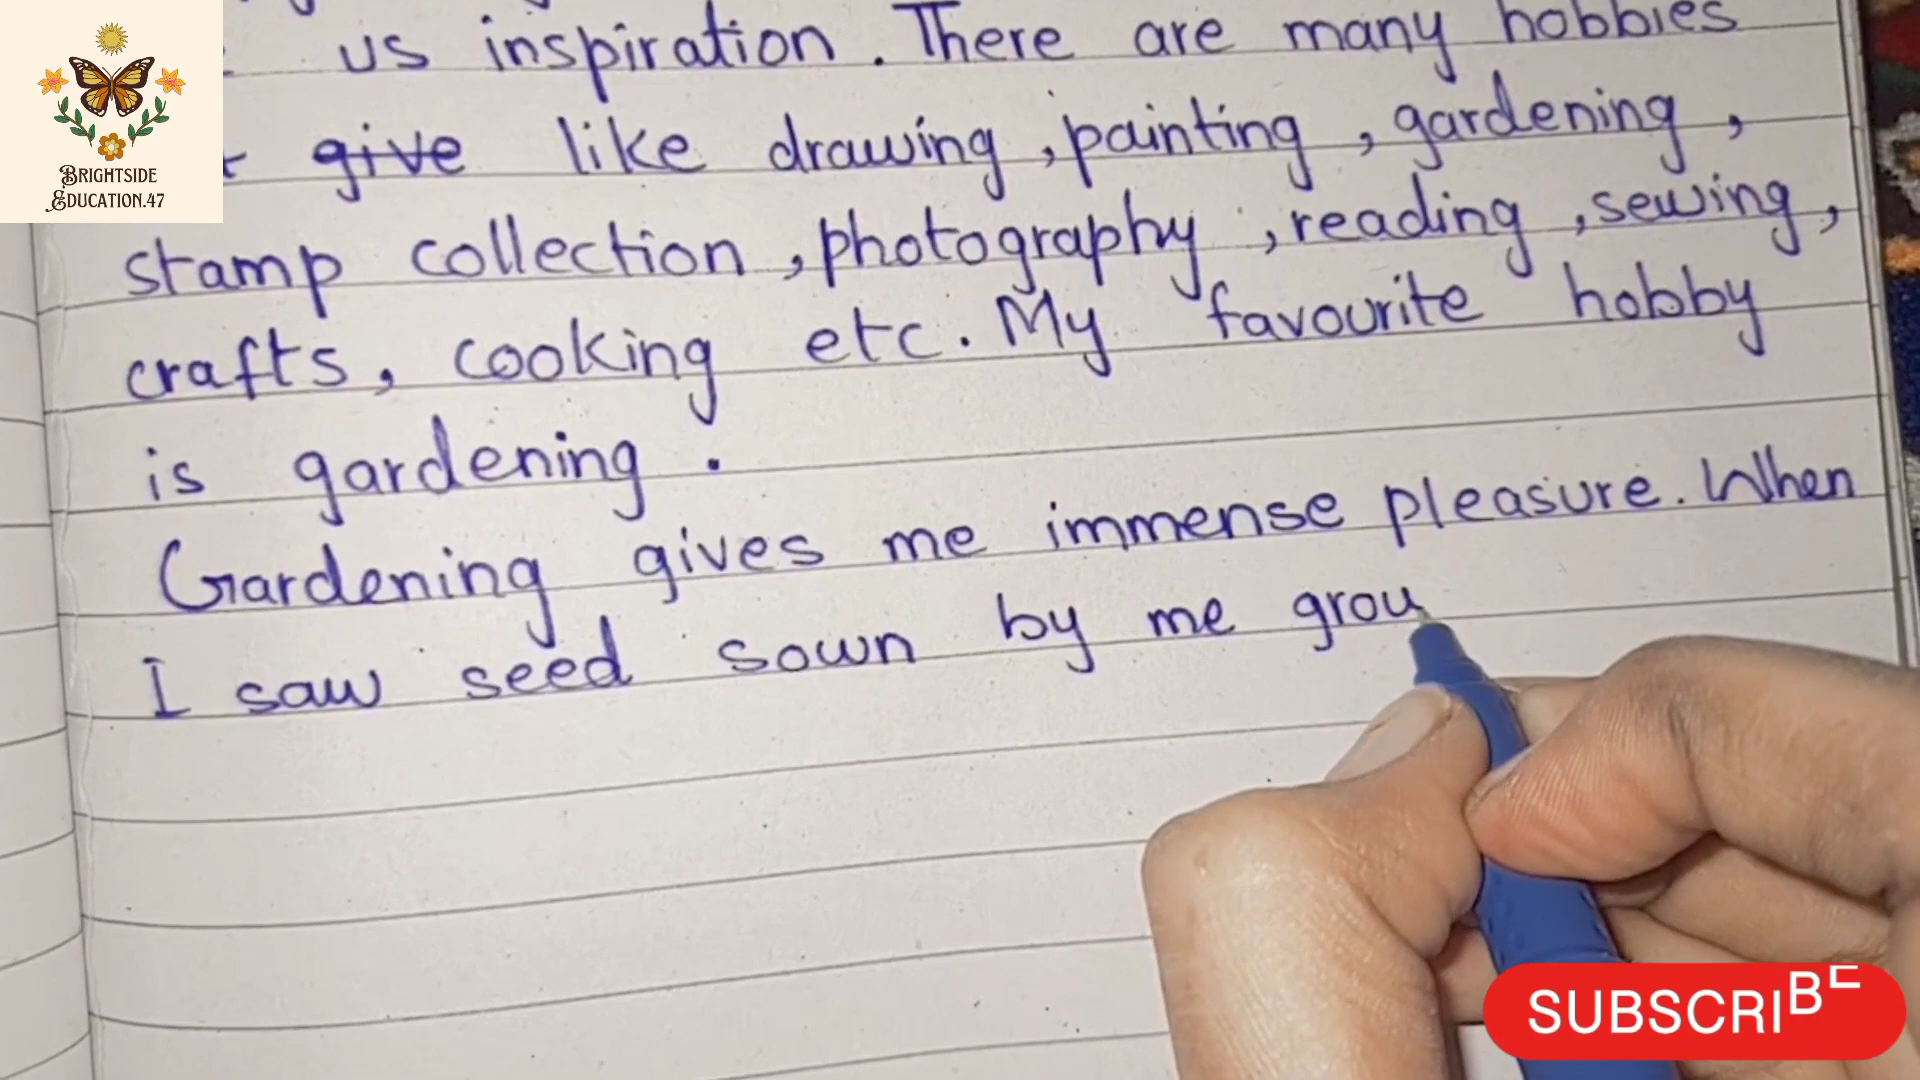 us inspiration. There are many hobbies
give like drawing, painting, gardening,
stamp collection, photography, reading, sewing,
crafts, cooking etc. My favourite hobby
is gardening.
Gardening gives me immense pleasure. When
I saw seed sown by me grou
BRIGHTSIDE
EDUCATION.47
SUBSCRIBE